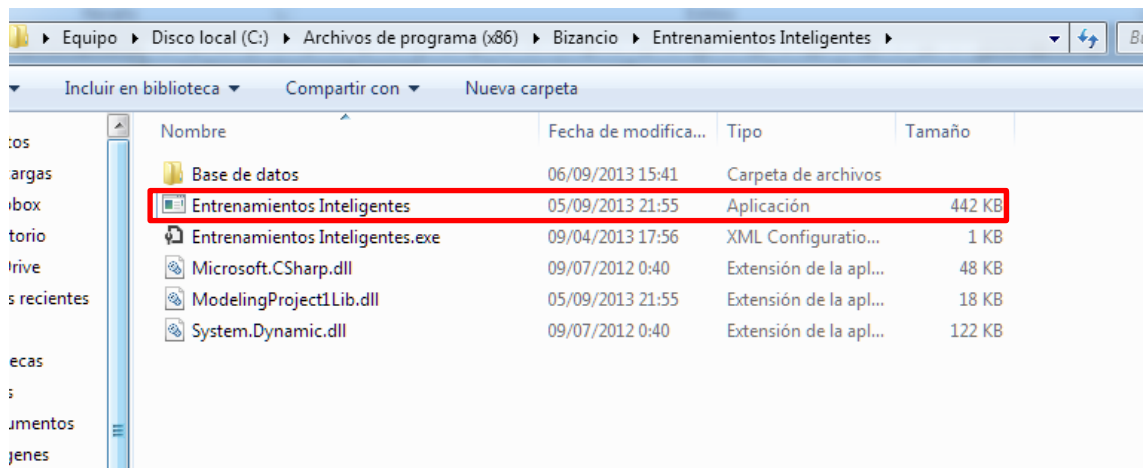 Equipo Disco local (C:) Archivos de programa (x86) Bizancio Entrenamientos Inteligentes
Incluir en biblioteca Compartir con Nueva carpeta
Nombre Fecha de modifica... Tipo Tamaño
Base de datos 06/09/2013 15:41 Carpeta de archivos
Entrenamientos Inteligentes 05/09/2013 21:55 Aplicación 442 KB
Entrenamientos Inteligentes.exe 09/04/2013 17:56 XML Configuratio... 1 KB
Microsoft.CSharp.dll 09/07/2012 0:40 Extensión de la apl... 48 KB
ModelingProject1Lib.dll 05/09/2013 21:55 Extensión de la apl... 18 KB
System.Dynamic.dll 09/07/2012 0:40 Extensión de la apl... 122 KB
tos
argas
box
torio
rive
s recientes
ecas
s
umentos
genes